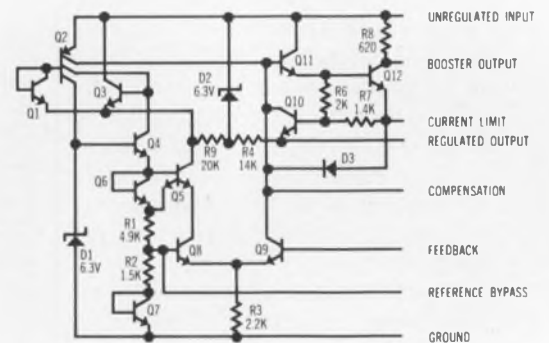 UNREGULATED INPUT
Q2
R8
620
Q11
BOOSTER OUTPUT
Q12
D2
6.3V
R6
2K
R7
1.4K
Q3
Q10
Q1
CURRENT LIMIT
REGULATED OUTPUT
Q4
R9
20K
R4
14K
D3
Q6
Q5
COMPENSATION
R1
4.9K
Q8
Q9
FEEDBACK
D1
6.3V
R2
1.5K
REFERENCE BYPASS
Q7
R3
2.2K
GROUND